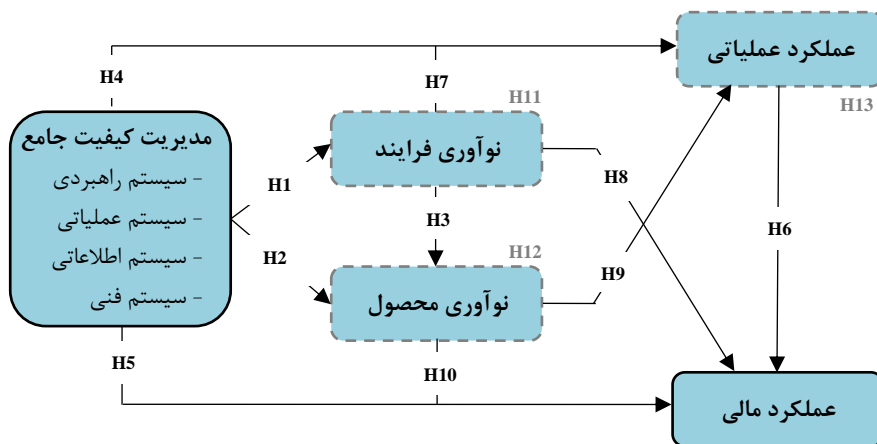 عملکرد عملیاتی
H4
H7
H11
H13
مدیریت کیفیت جامع
- سیستم راهبردی
- سیستم عملیاتی
- سیستم اطلاعاتی
- سیستم فنی
نوآوری فرایند
H1
H8
H3
H6
H2
H12
H9
نوآوری محصول
H5
H10
عملکرد مالی